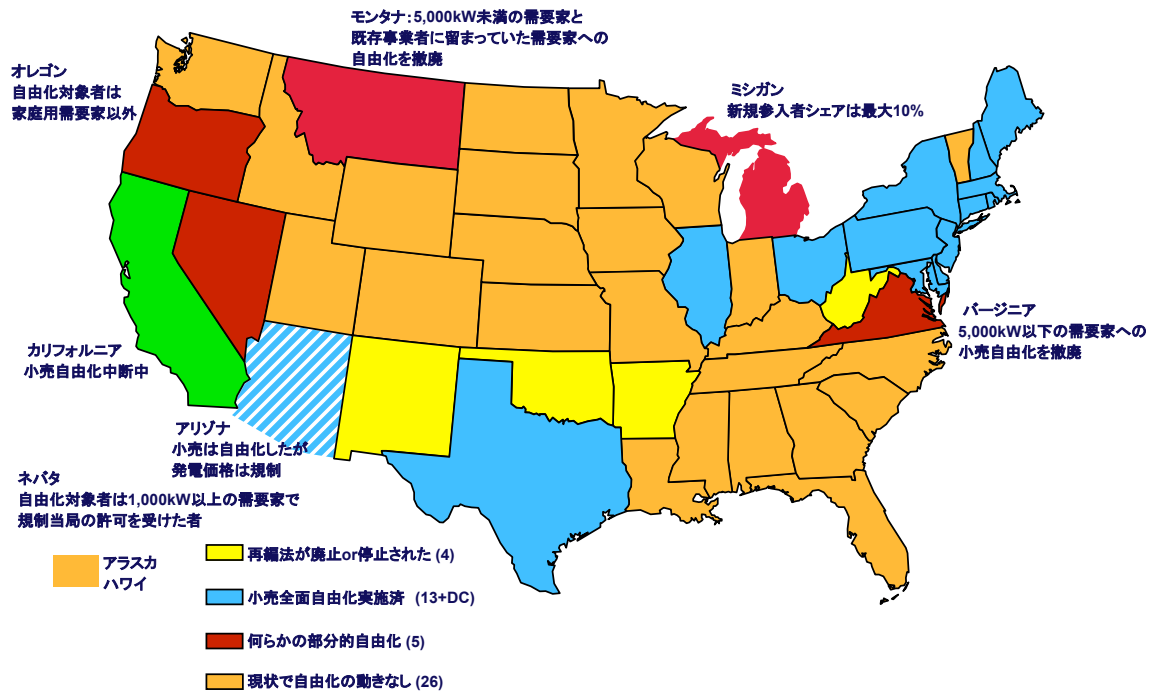 モンタナ：5,000kW未満の需要家と
既存事業者に留まっていた需要家への
自由化を撤廃
オレゴン
自由化対象者は
家庭用需要家以外
ミシガン
新規参入者シェアは最大10%
バージニア
5,000kW以下の需要家への
小売自由化を撤廃
カリフォルニア
小売自由化中断中
アリゾナ
小売は自由化したが
発電価格は規制
ネバタ
自由化対象者は1,000kW以上の需要家で
規制当局の許可を受けた者
アラスカ
ハワイ
再編法が廃止or停止された (4)
小売全面自由化実施済 (13+DC)
何らかの部分的自由化 (5)
現状で自由化の動きなし (26)